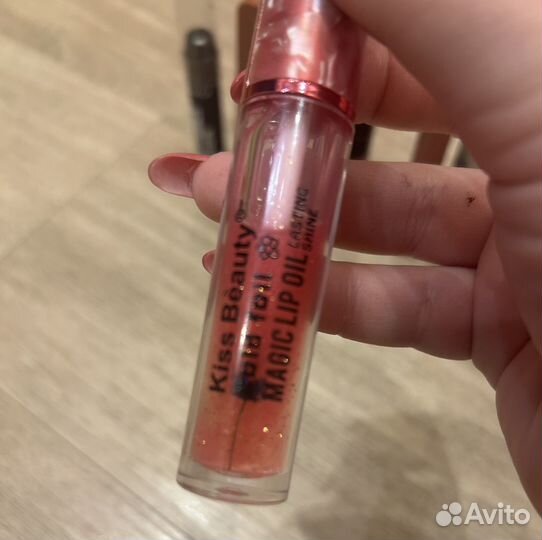 Kiss Beauty®
Gold foil
MAGIC LIP OIL
LASTING
SHINE
Avito